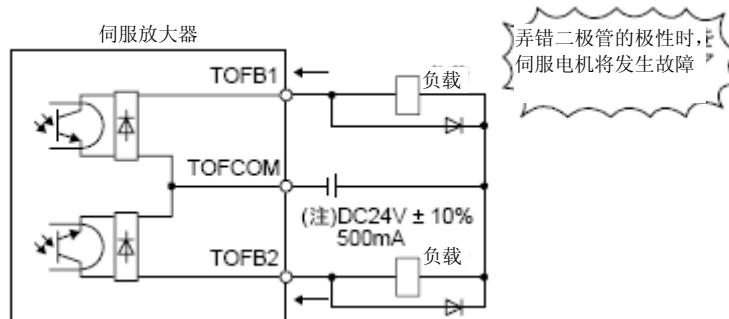 伺服放大器
弄错二极管的极性时，
伺服电机将发生故障
TOFB1
负载
TOFCOM
(注)DC24V ± 10%
500mA
TOFB2
负载